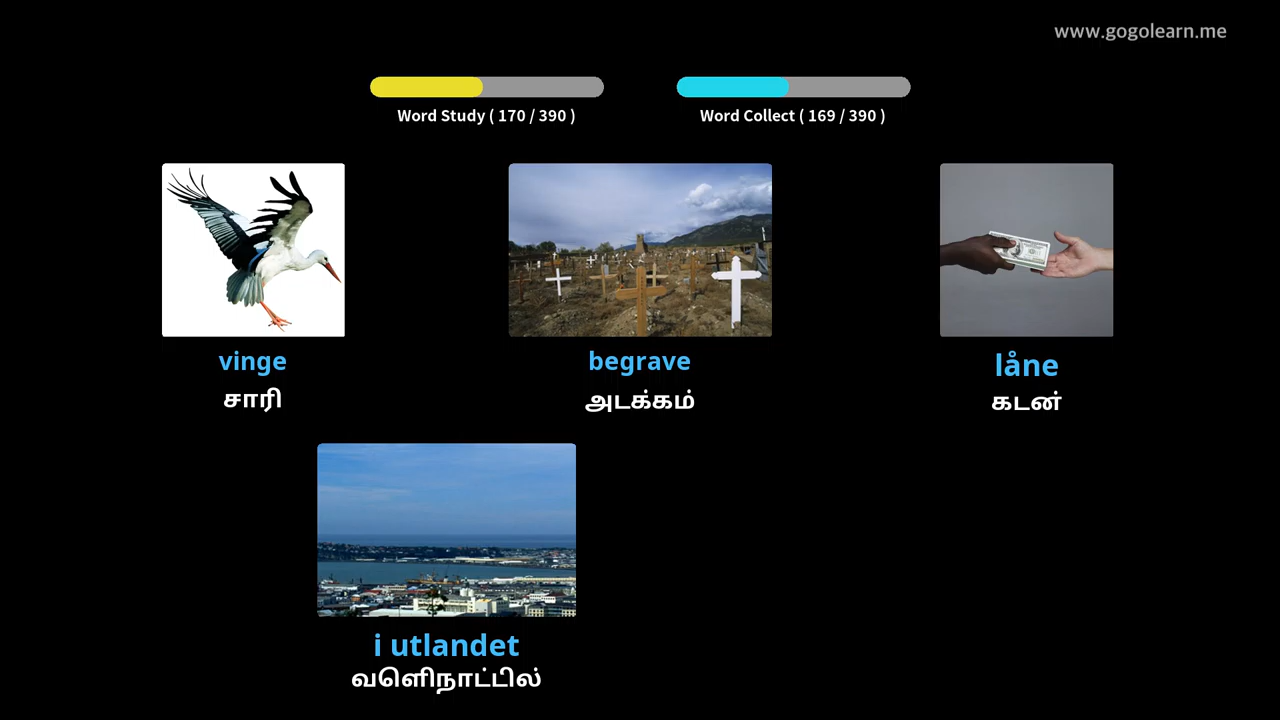 www.gogolearn.me
Word Study ( 170 / 390 )
Word Collect ( 169 / 390 )
vinge
சாரி
begrave
அடக்கம்
låne
கடன்
i utlandet
வெளிநாட்டில்